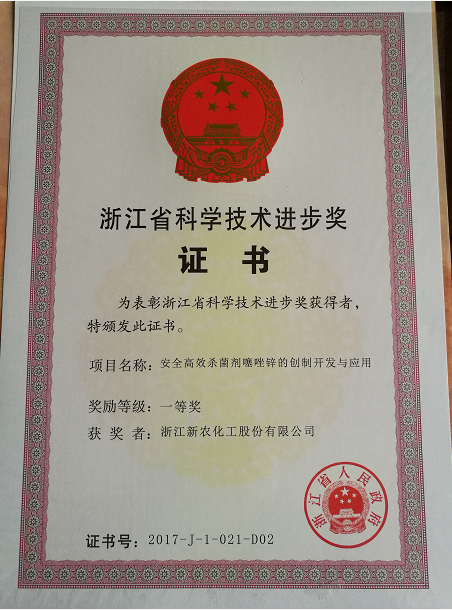 浙江省科学技术进步奖
证书
为表彰浙江省科学技术进步奖获得者，
特颁发此证书。
项目名称：安全高效杀菌剂噻唑锌的创制开发与应用
奖励等级：一等奖
获奖者：浙江新农化工股份有限公司
浙江省人民政府
证书号：2017-J-1-021-D02